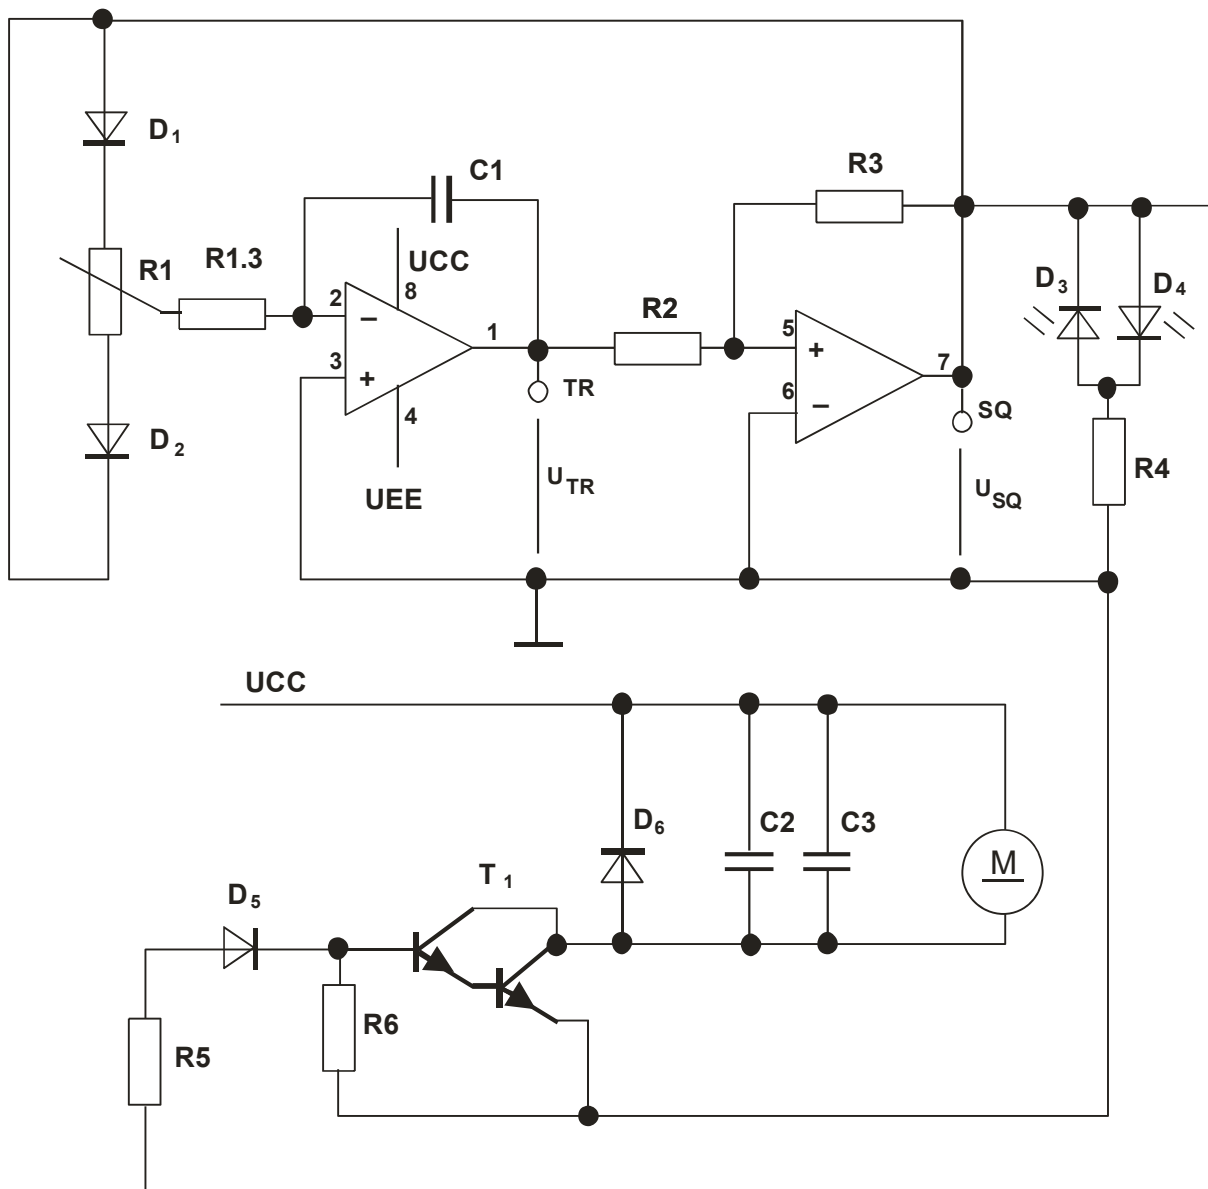 D1
C1
R3
R1
R1.3
UCC
8
2
−
3
+
1
4
UEE
R2
5
+
6
−
7
D3
D4
TR
SQ
D2
UTR
USQ
R4
UCC
D6
C2
C3
M
T1
D5
R6
R5